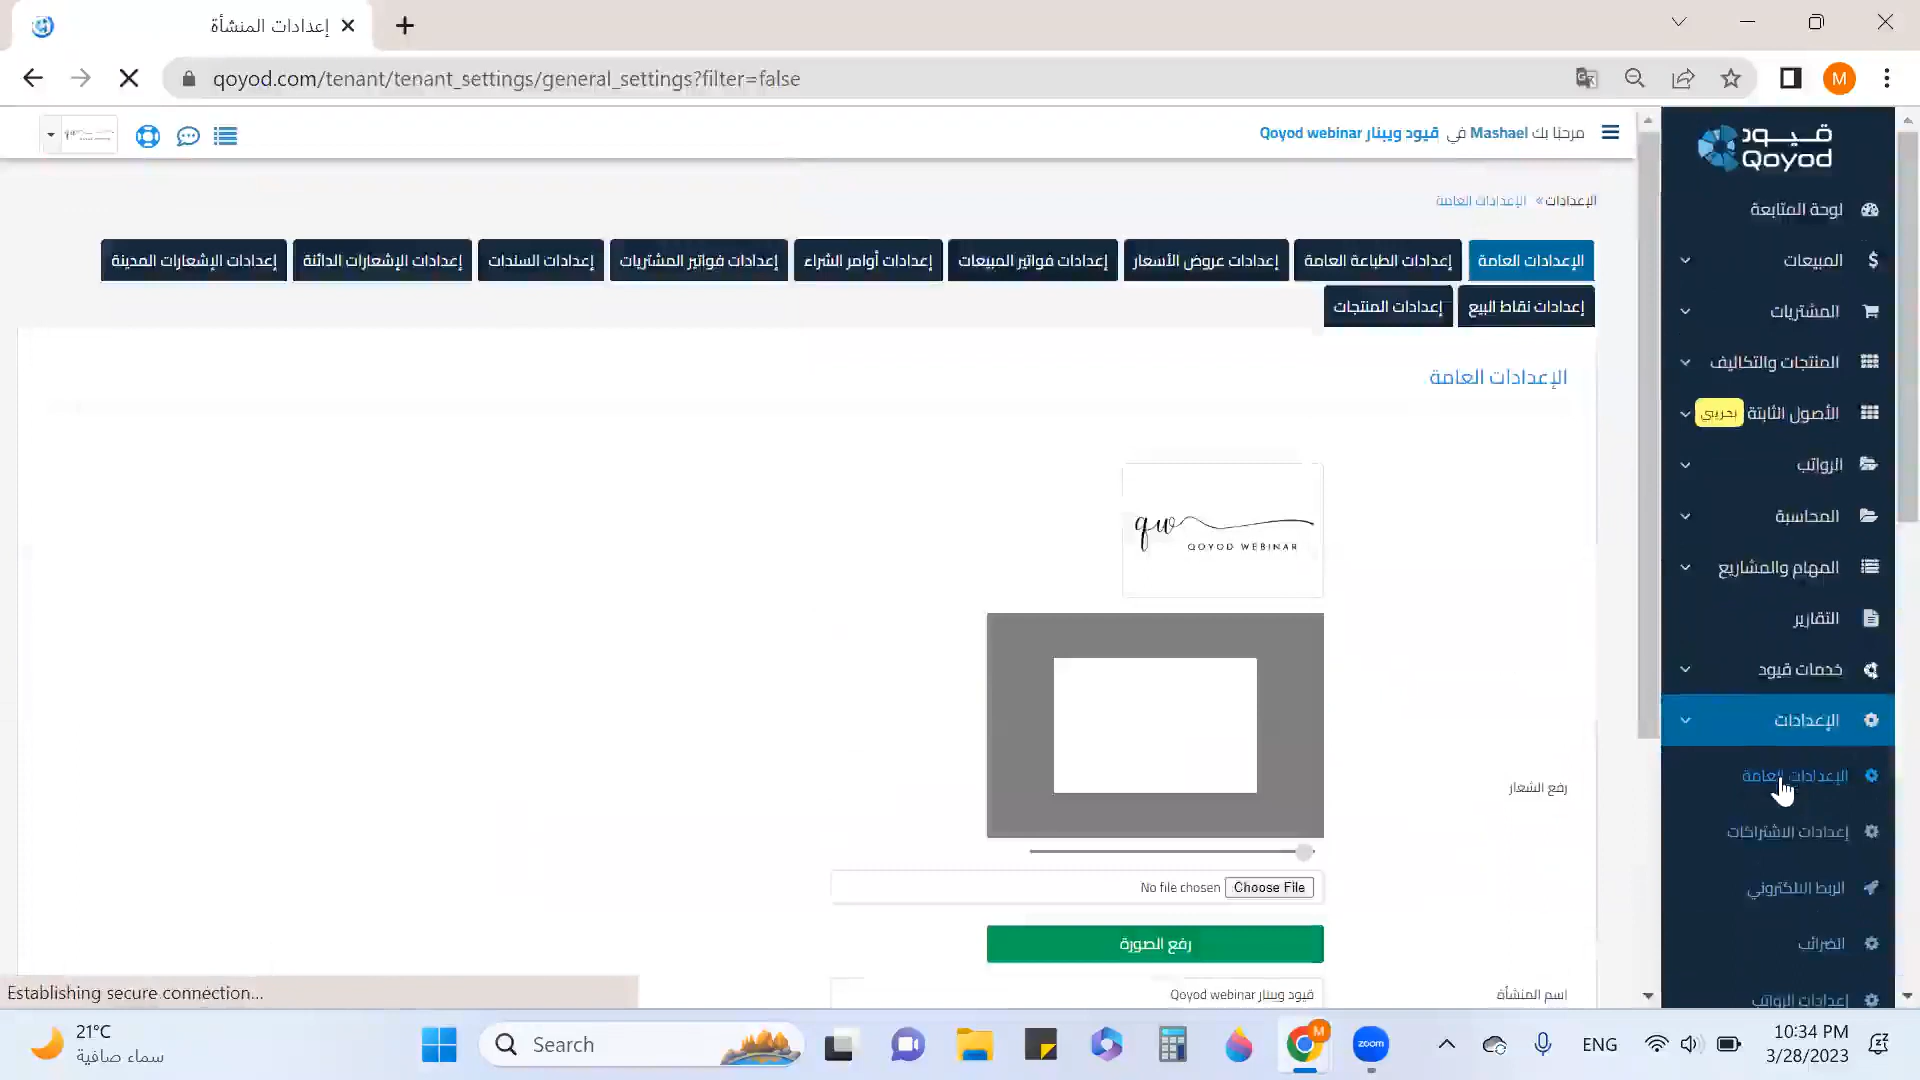 إعدادات المنشأة
qoyod.com/tenant/tenant_settings/general_settings?filter=false
M
مرحبًا بك Mashael في قيود ويبنار Qoyod webinar
قيود
Qoyod
الإعدادات » الإعدادات العامة
الإعدادات العامة
إعدادات الطباعة العامة
إعدادات عروض الأسعار
إعدادات فواتير المبيعات
إعدادات أوامر الشراء
إعدادات فواتير المشتريات
إعدادات السندات
إعدادات الإشعارات الدائنة
إعدادات الإشعارات المدينة
إعدادات نقاط البيع
إعدادات المنتجات
الإعدادات العامة
qw
QOYOD WEBINAR
رفع الشعار
Choose File No file chosen
رفع الصورة
اسم المنشأة
قيود ويبنار Qoyod webinar
لوحة المتابعة
المبيعات
المشتريات
المنتجات والتكاليف
الأصول الثابتة تجريبي
الرواتب
المحاسبة
المهام والمشاريع
التقارير
خدمات قيود
الإعدادات
الإعدادات العامة
إعدادات الاشتراكات
الربط الالكتروني
الضرائب
إعدادات الرواتب
Establishing secure connection...
21°C
سماء صافية
Search
M
zoom
ENG
10:34 PM
3/28/2023